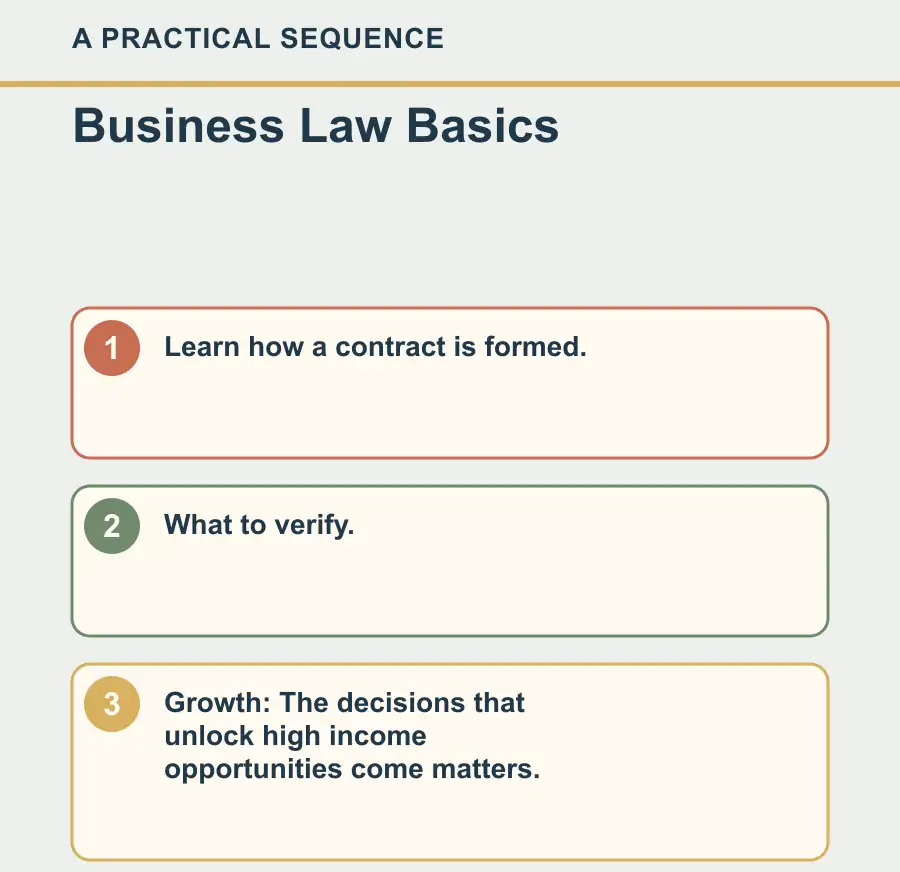 A PRACTICAL SEQUENCE
Business Law Basics
1
Learn how a contract is formed.
2
What to verify.
3
Growth: The decisions that
unlock high income
opportunities come matters.